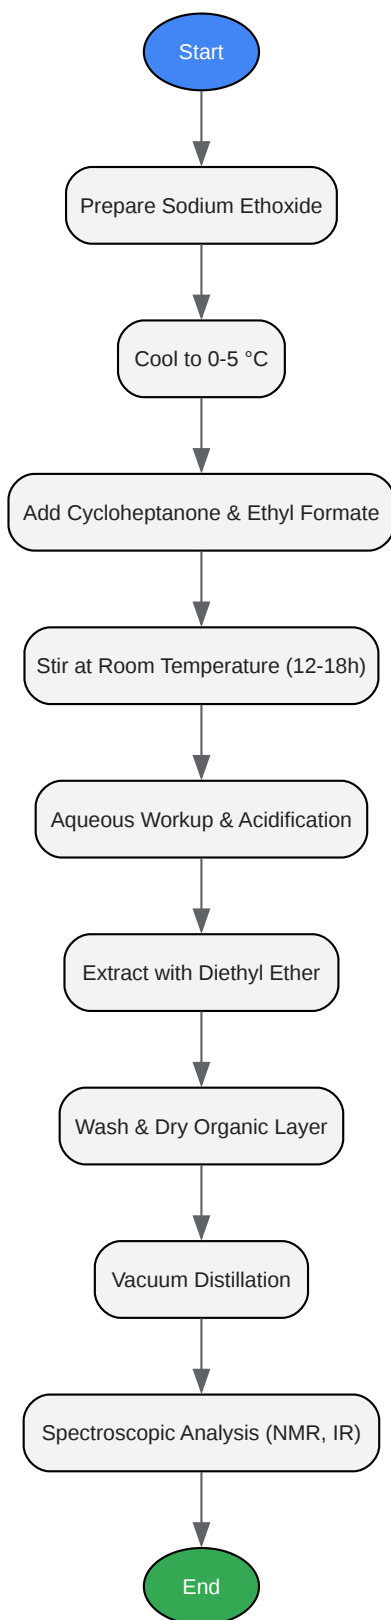 Start
Prepare Sodium Ethoxide
Cool to 0-5 °C
Add Cycloheptanone & Ethyl Formate
Stir at Room Temperature (12-18h)
Aqueous Workup & Acidification
Extract with Diethyl Ether
Wash & Dry Organic Layer
Vacuum Distillation
Spectroscopic Analysis (NMR, IR)
End